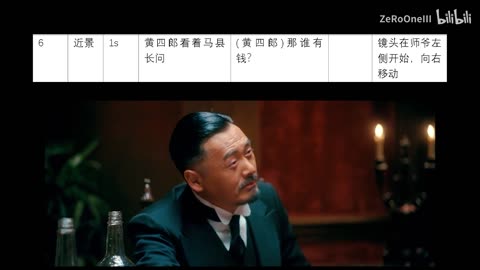 ZeRoOneIII bilibili
6 近景 1s 黄四郎看着马县 (黄四郎)那谁有 镜头在师爷左
长问 钱? 侧开始，向右
移动